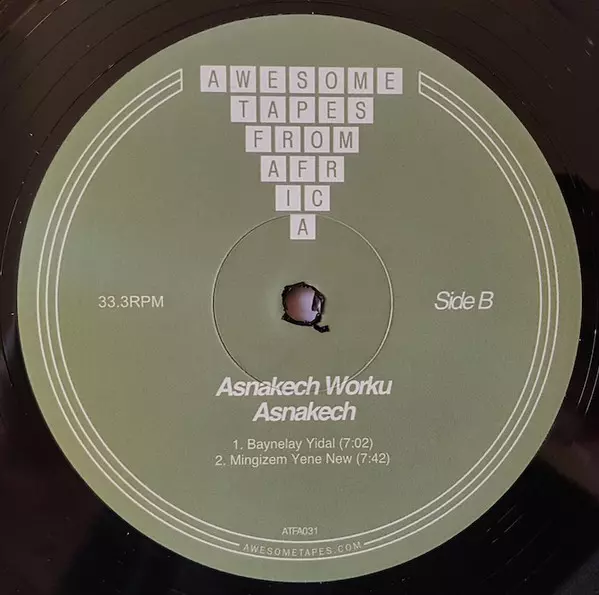 AWESOME
TAPES
FROM
AFR
IC
A
33.3RPM
Side B
Asnakech Worku
Asnakech
1. Baynelay Yidal (7:02)
2. Mingizem Yene New (7:42)
ATFA031
AWESOMETAPES.COM